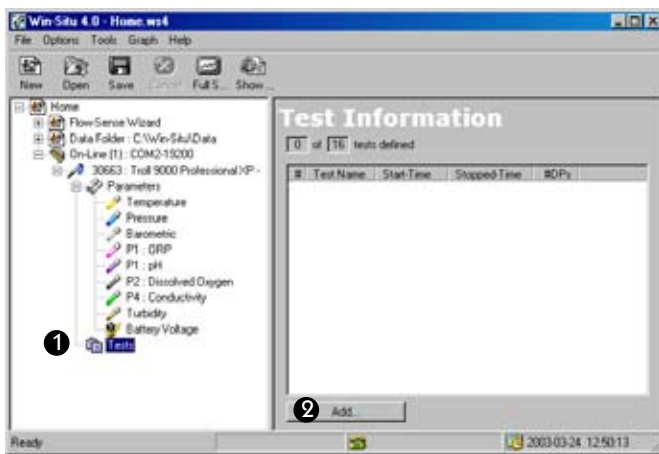 Win-Situ 4.0 - Home.ws4
File Options Tools Graph Help
New Open Save Cancel Full S... Show ...
Home
Flow-Sense Wizard
Data Folder : C:\Win-Situ\Data
On-Line (1) : COM2-19200
30663 : Troll 9000 Professional XP -
Parameters
Temperature
Pressure
Barometric
P1 : ORP
P1 : pH
P2 : Dissolved Oxygen
P4 : Conductivity
Turbidity
Battery Voltage
1 Tests
Test Information
0 of 16 tests defined
# Test Name Start-Time Stopped-Time #DPs
2 Add...
Ready
2003-03-24 12:50:13